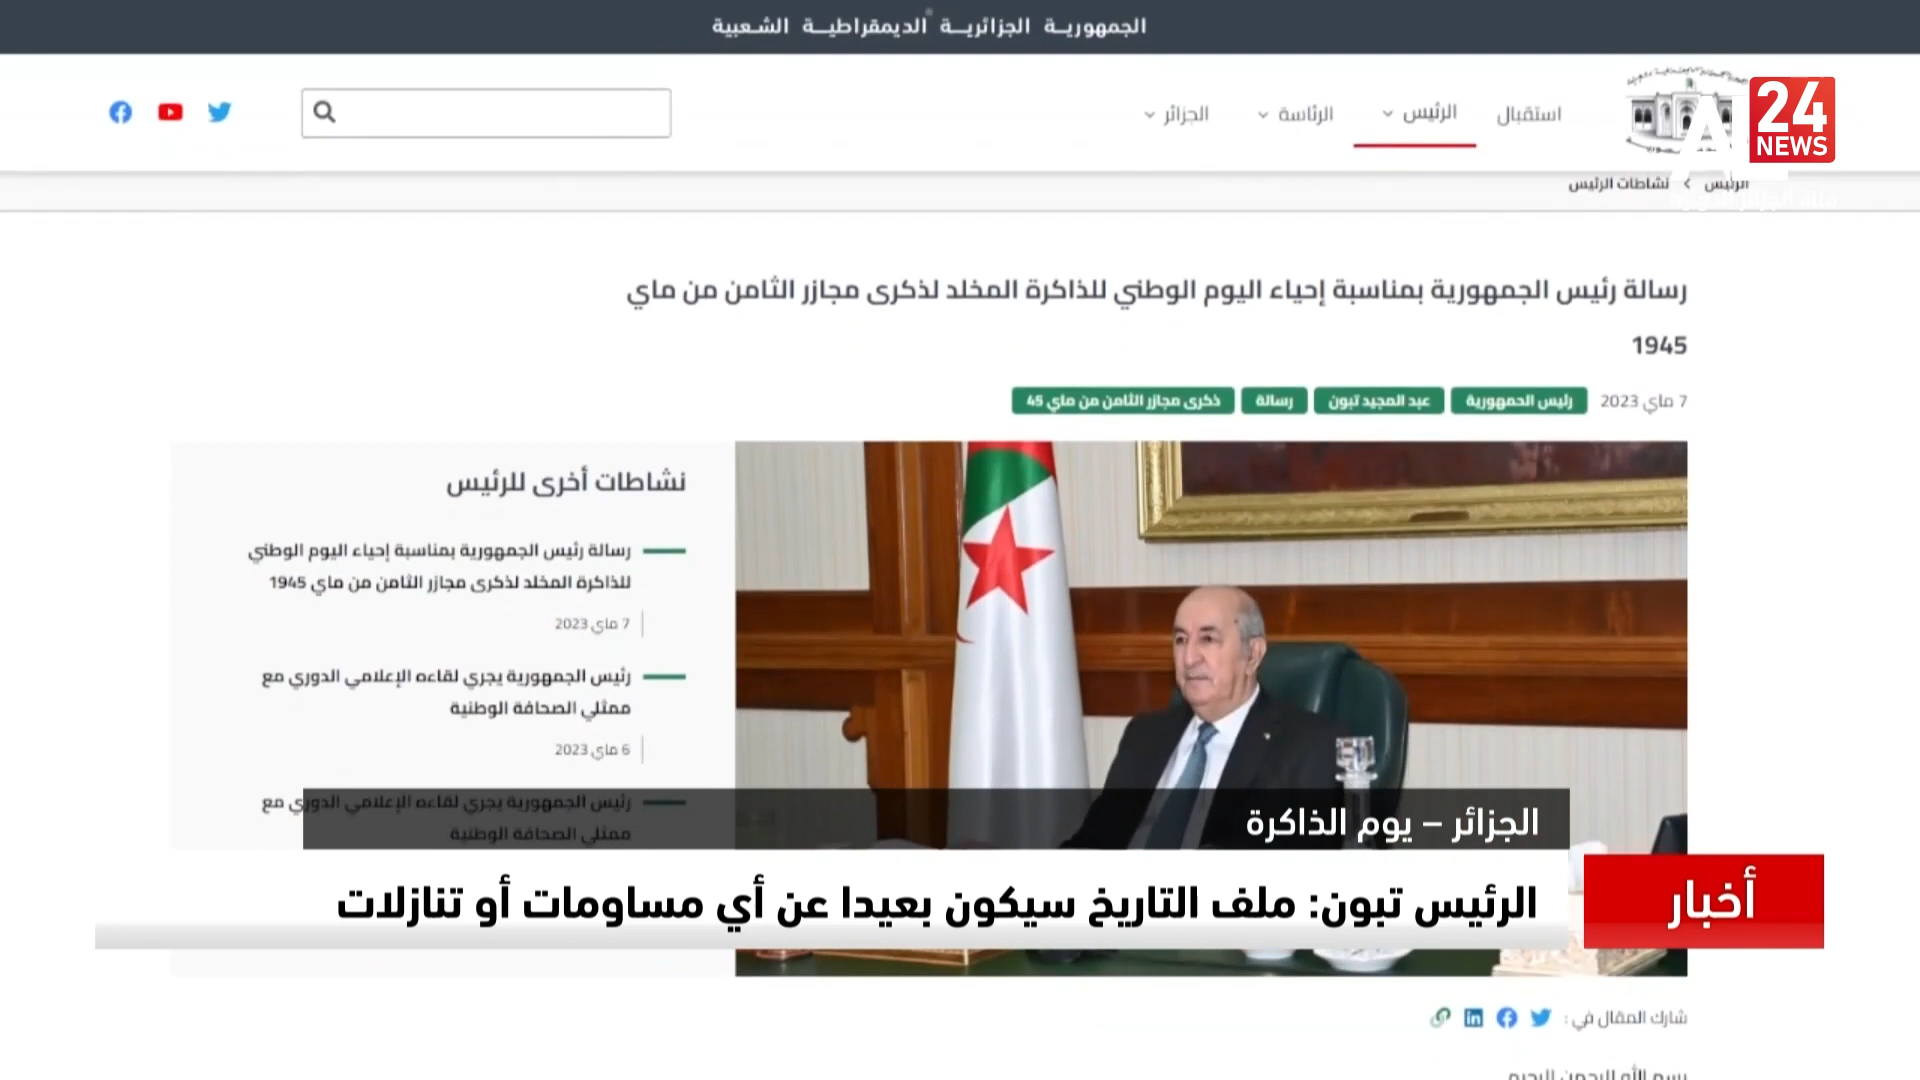 الجمهورية الجزائرية الديمقراطية الشعبية
استقبال
الرئيس
الرئاسة
الجزائر
24
NEWS
الرئيس
نشاطات الرئيس
رسالة رئيس الجمهورية بمناسبة إحياء اليوم الوطني للذاكرة المخلد لذكرى مجازر الثامن من ماي
1945
7 ماي 2023
رئيس الجمهورية
عبد المجيد تبون
رسالة
ذكرى مجازر الثامن من ماي 45
نشاطات أخرى للرئيس
رسالة رئيس الجمهورية بمناسبة إحياء اليوم الوطني
للذاكرة المخلد لذكرى مجازر الثامن من ماي 1945
7 ماي 2023
رئيس الجمهورية يجري لقاءه الإعلامي الدوري مع
ممثلي الصحافة الوطنية
6 ماي 2023
رئيس الجمهورية يجري لقاءه الإعلامي الدوري مع
ممثلي الصحافة الوطنية
الجزائر – يوم الذاكرة
أخبار
الرئيس تبون: ملف التاريخ سيكون بعيدا عن أي مساومات أو تنازلات
شارك المقال في :
بسم الله الرحمن الرحيم